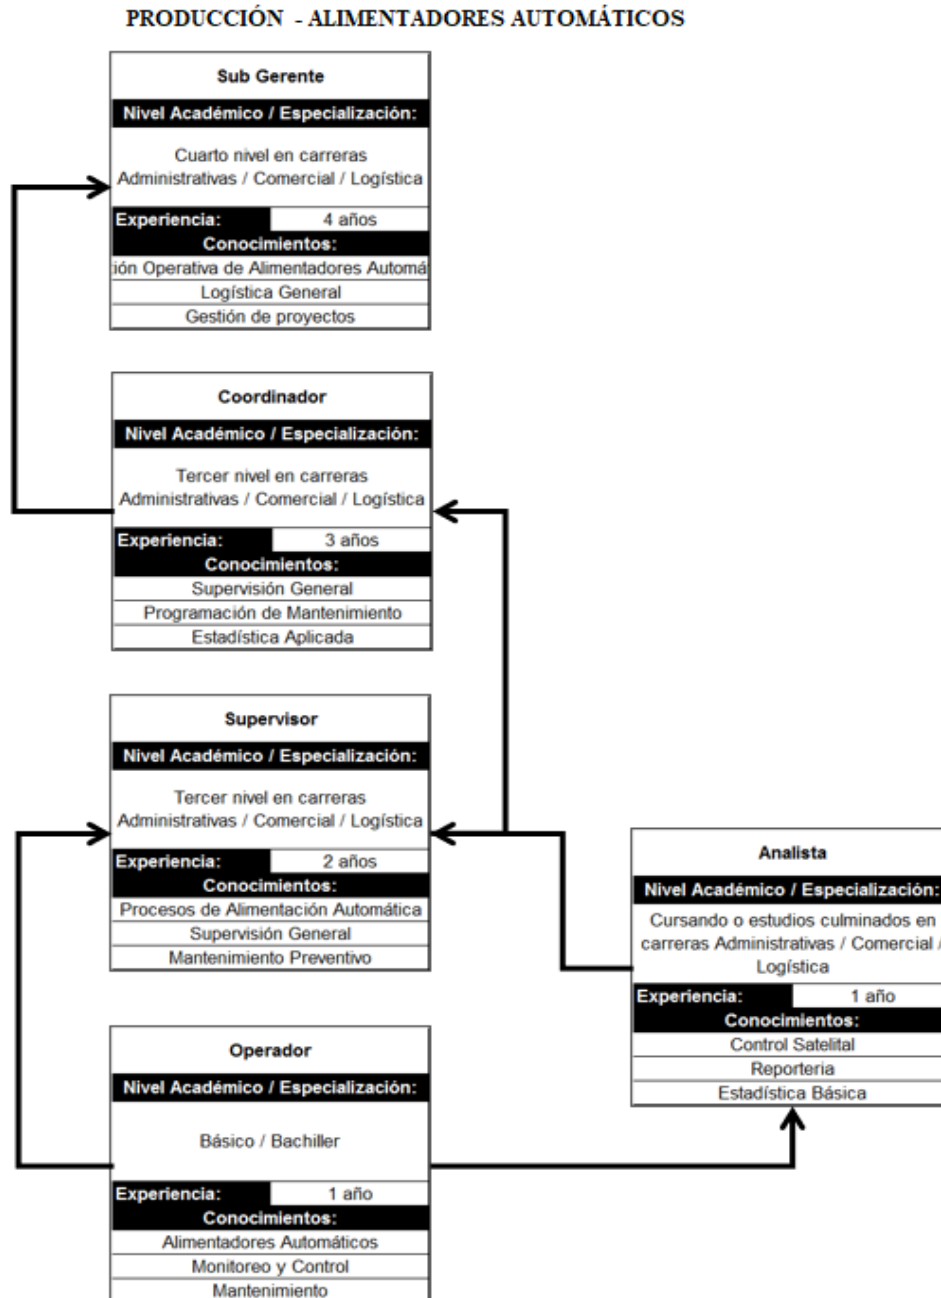 PRODUCCIÓN - ALIMENTADORES AUTOMÁTICOS
Sub Gerente
Nivel Académico / Especialización:
Cuarto nivel en carreras
Administrativas / Comercial / Logística
Experiencia: 4 años
Conocimientos:
ión Operativa de Alimentadores Automá
Logística General
Gestión de proyectos
Coordinador
Nivel Académico / Especialización:
Tercer nivel en carreras
Administrativas / Comercial / Logística
Experiencia: 3 años
Conocimientos:
Supervisión General
Programación de Mantenimiento
Estadística Aplicada
Supervisor
Nivel Académico / Especialización:
Tercer nivel en carreras
Administrativas / Comercial / Logística
Experiencia: 2 años
Conocimientos:
Procesos de Alimentación Automática
Supervisión General
Mantenimiento Preventivo
Analista
Nivel Académico / Especialización:
Cursando o estudios culminados en
carreras Administrativas / Comercial /
Logística
Experiencia: 1 año
Conocimientos:
Control Satelital
Reporteria
Estadística Básica
Operador
Nivel Académico / Especialización:
Básico / Bachiller
Experiencia: 1 año
Conocimientos:
Alimentadores Automáticos
Monitoreo y Control
Mantenimiento